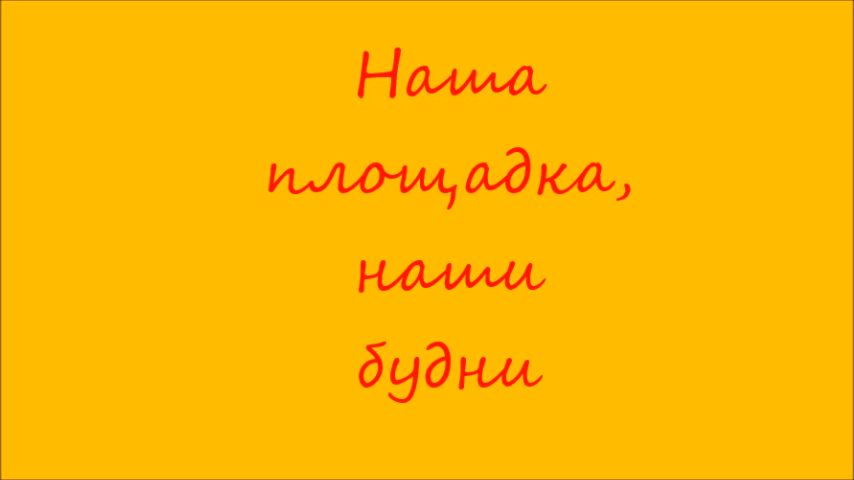 Наша
площадка,
наши
будни